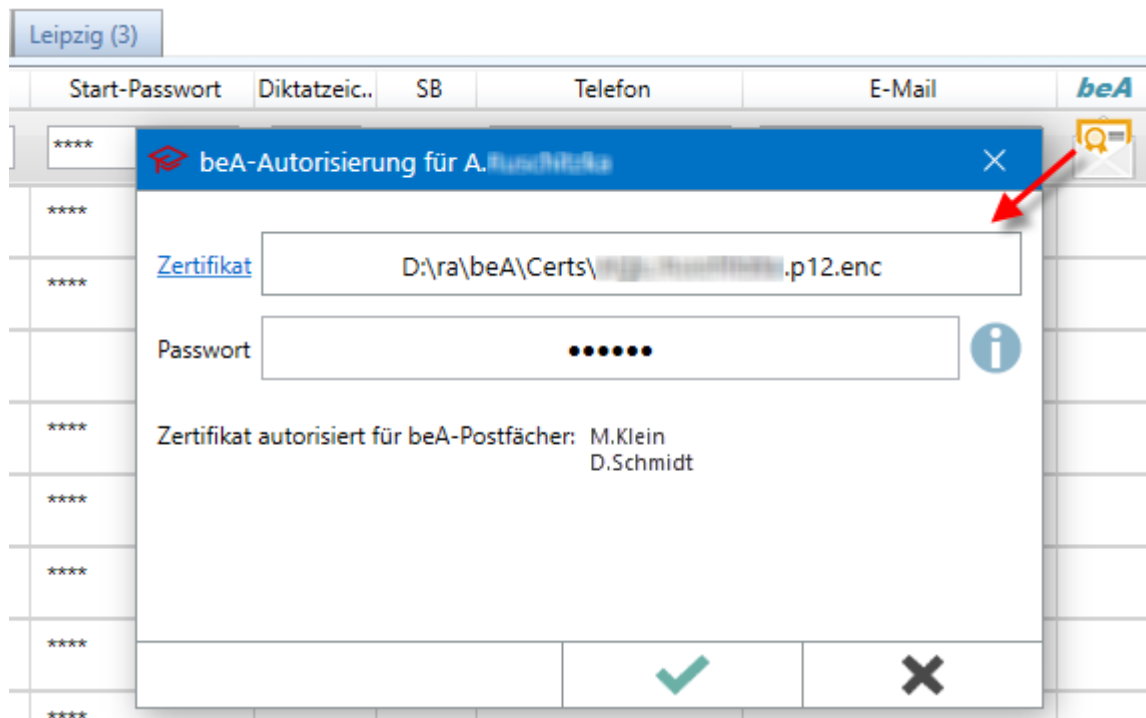 Leipzig (3)
Start-Passwort Diktatzeic.. SB Telefon E-Mail beA
****
beA-Autorisierung für A.
****
Zertifikat D:\ra\beA\Certs\ .p12.enc
****
Passwort ●●●●●●
****
Zertifikat autorisiert für beA-Postfächer: M.Klein
D.Schmidt
****
****
****
****